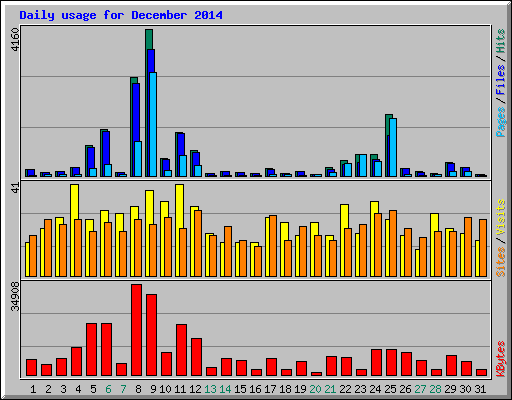 Daily usage for December 2014
4160
Pages / Files / Hits
41
Sites / Visits
34908
KBytes
1 2 3 4 5 6 7 8 9 10 11 12 13 14 15 16 17 18 19 20 21 22 23 24 25 26 27 28 29 30 31